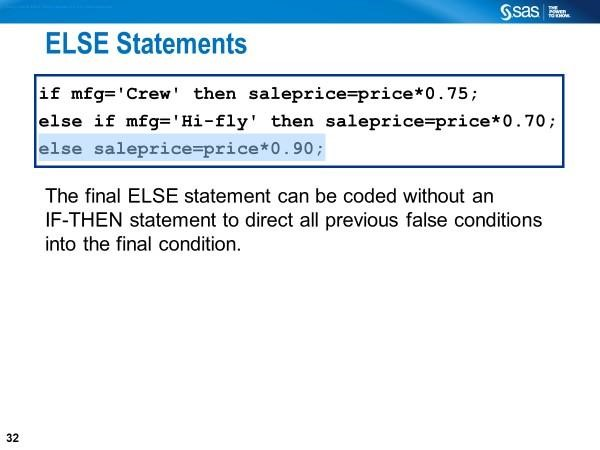 sas
THE
POWER
TO KNOW.
ELSE Statements
if mfg='Crew' then saleprice=price*0.75;
else if mfg='Hi-fly' then saleprice=price*0.70;
else saleprice=price*0.90;
The final ELSE statement can be coded without an
IF-THEN statement to direct all previous false conditions
into the final condition.
32